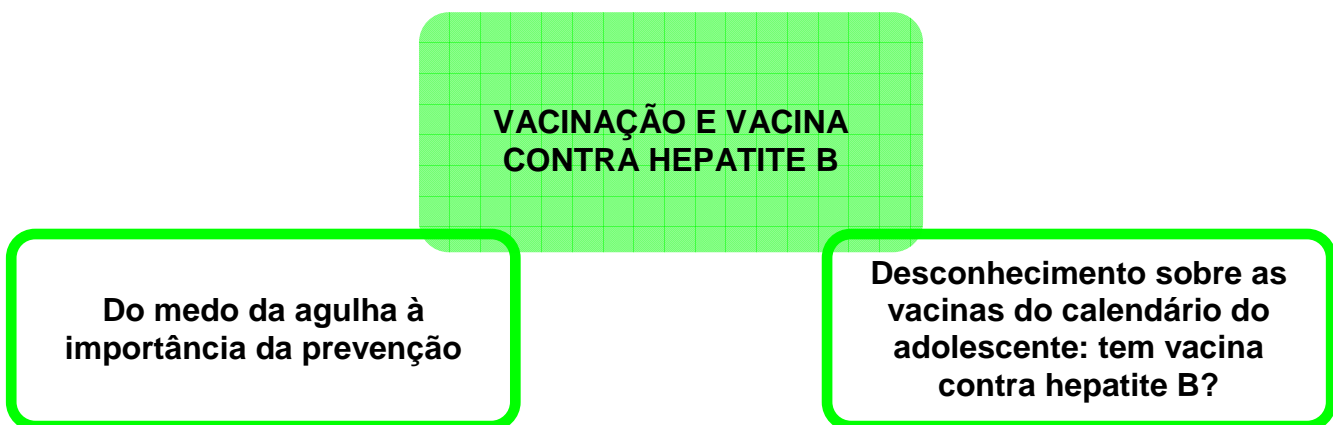 VACINAÇÃO E VACINA
CONTRA HEPATITE B
Do medo da agulha à
importância da prevenção
Desconhecimento sobre as
vacinas do calendário do
adolescente: tem vacina
contra hepatite B?